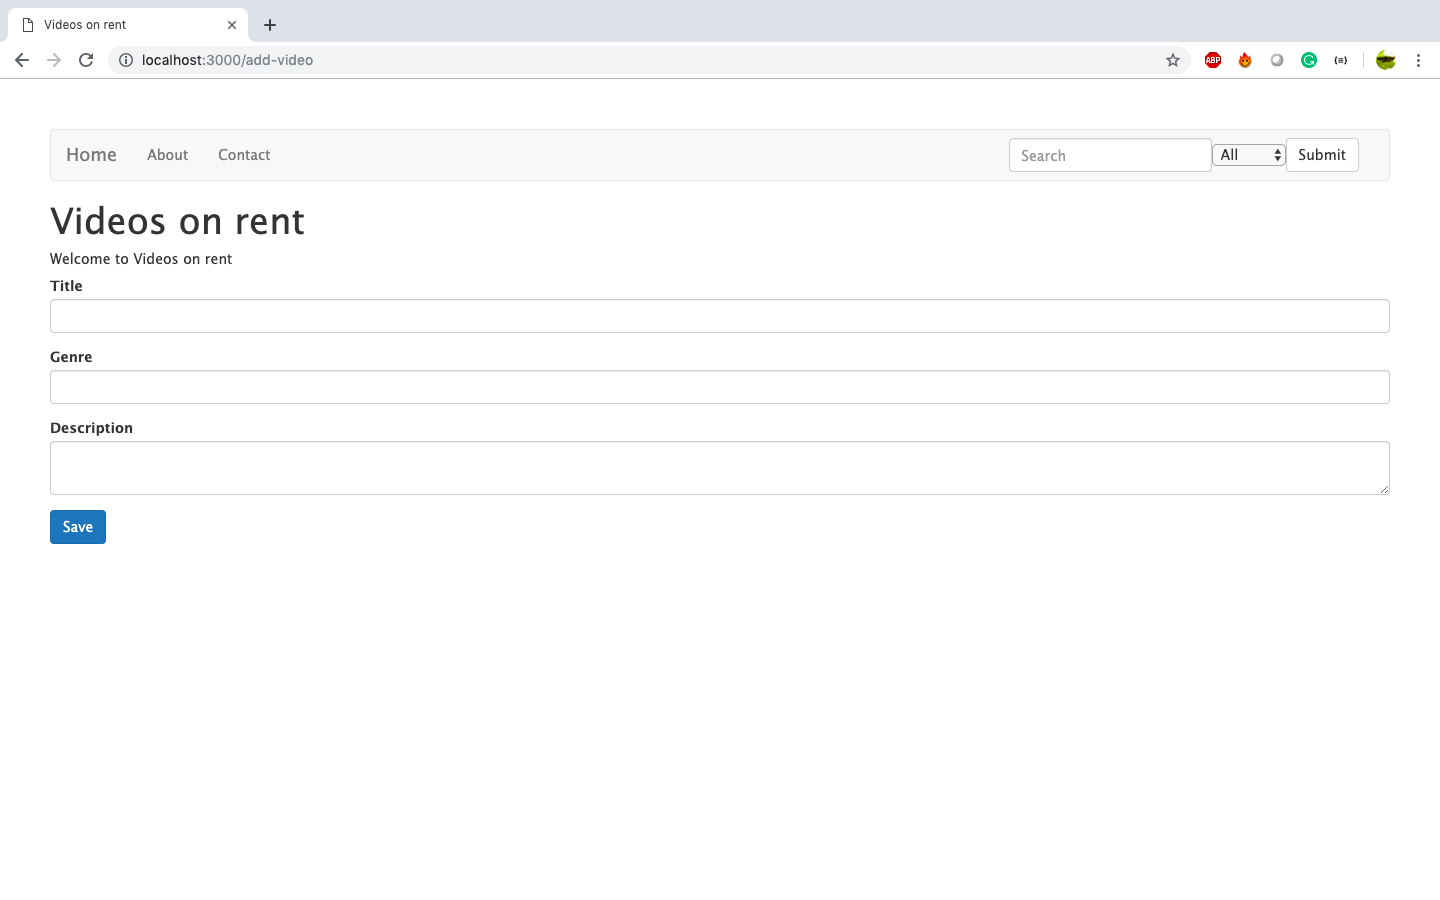 Videos on rent
localhost:3000/add-video
ABP
Home About Contact Search All Submit
Videos on rent
Welcome to Videos on rent
Title
Genre
Description
Save